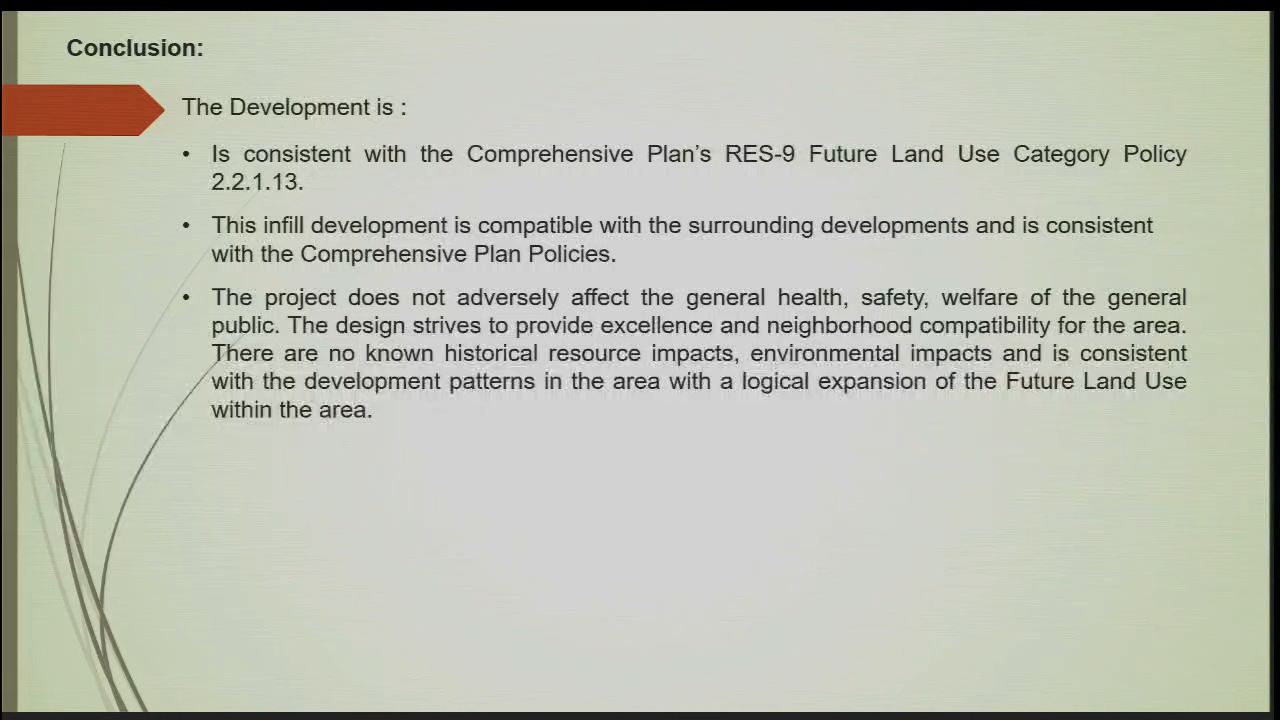 Conclusion:
The Development is :
• Is consistent with the Comprehensive Plan’s RES-9 Future Land Use Category Policy
2.2.1.13.
• This infill development is compatible with the surrounding developments and is consistent
with the Comprehensive Plan Policies.
• The project does not adversely affect the general health, safety, welfare of the general
public. The design strives to provide excellence and neighborhood compatibility for the area.
There are no known historical resource impacts, environmental impacts and is consistent
with the development patterns in the area with a logical expansion of the Future Land Use
within the area.